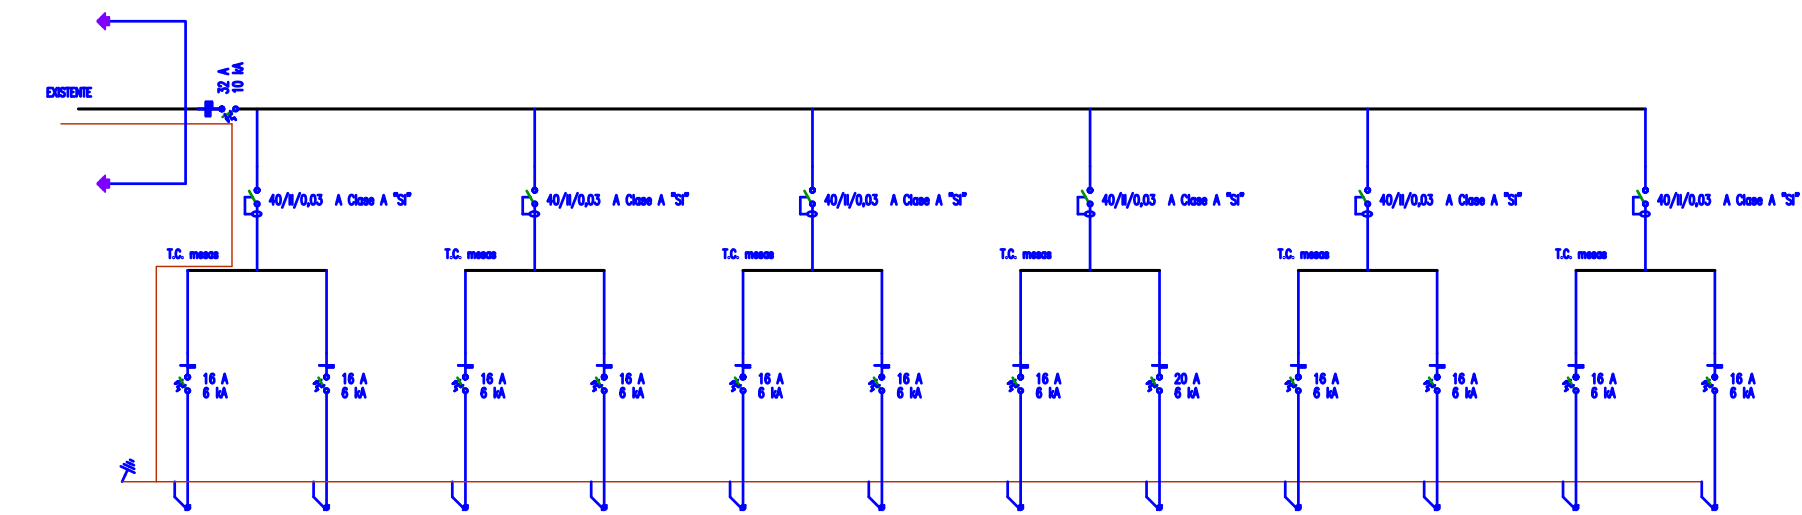 32 A
10 kA
EXISTENTE
40/II/0,03 A Clase A "SI"
40/II/0,03 A Clase A "SI"
40/II/0,03 A Clase A "SI"
40/II/0,03 A Clase A "SI"
40/II/0,03 A Clase A "SI"
40/II/0,03 A Clase A "SI"
T.C. mesas
T.C. mesas
T.C. mesas
T.C. mesas
T.C. mesas
T.C. mesas
16 A
6 kA
16 A
6 kA
16 A
6 kA
16 A
6 kA
16 A
6 kA
16 A
6 kA
16 A
6 kA
20 A
6 kA
16 A
6 kA
16 A
6 kA
16 A
6 kA
16 A
6 kA